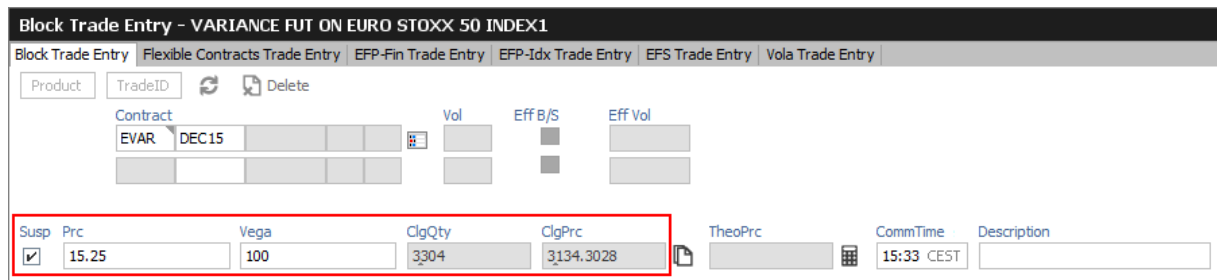 Block Trade Entry - VARIANCE FUT ON EURO STOXX 50 INDEX1
Block Trade Entry Flexible Contracts Trade Entry EFP-Fin Trade Entry EFP-Idx Trade Entry EFS Trade Entry Vola Trade Entry
Product TradeID Delete
Contract Vol Eff B/S Eff Vol
EVAR DEC15
Susp Prc Vega ClgQty ClgPrc TheoPrc CommTime Description
15.25 100 3304 3134.3028 15:33 CEST